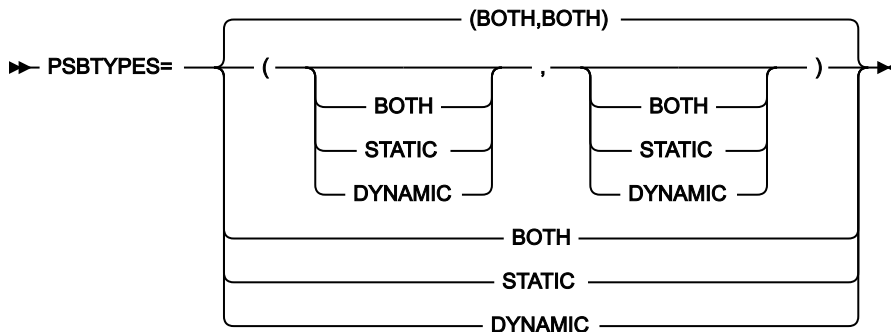 (BOTH,BOTH)
PSBTYPES= ( , )
BOTH BOTH
STATIC STATIC
DYNAMIC DYNAMIC
BOTH
STATIC
DYNAMIC